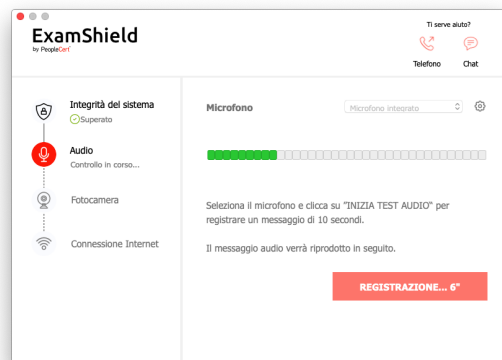 ExamShield
by PeopleCert
Ti serve aiuto?
Telefono
Chat
Integrità del sistema
Superato
Audio
Controllo in corso...
Fotocamera
Connessione Internet
Microfono
Microfono integrato
Seleziona il microfono e clicca su "INIZIA TEST AUDIO" per
registrare un messaggio di 10 secondi.
Il messaggio audio verrà riprodotto in seguito.
REGISTRAZIONE... 6"